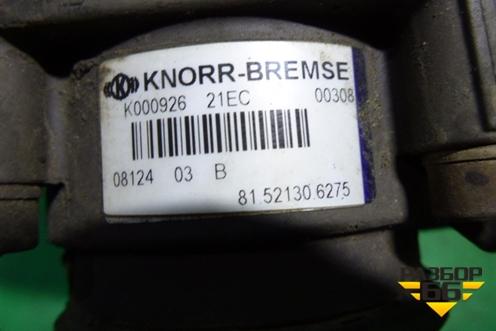 KNORR-BREMSE
K000926 21EC 00308
08124 03 B
81.52130.6275
РАЗБОР
66